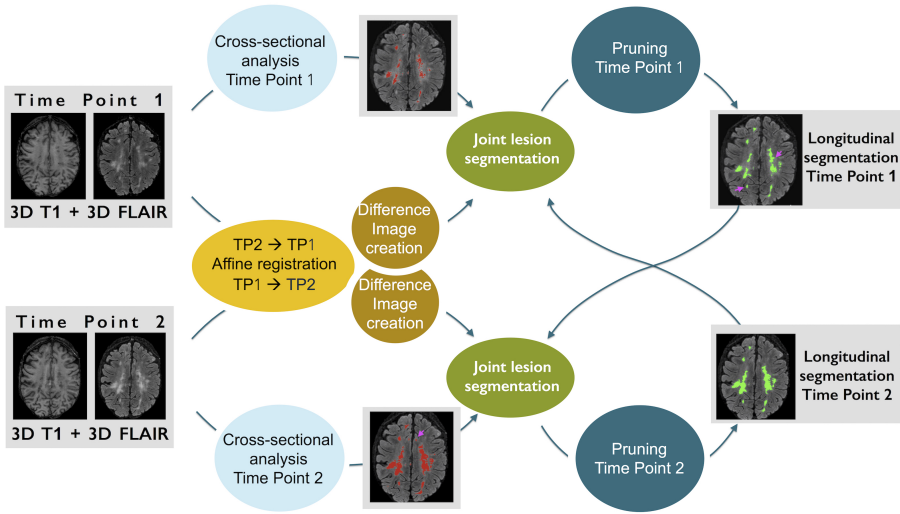 Time Point 1
3D T1 + 3D FLAIR
Cross-sectional
analysis
Time Point 1
Pruning
Time Point 1
Joint lesion
segmentation
Longitudinal
segmentation
Time Point 1
Difference
Image
creation
TP2 → TP1
Affine registration
TP1 → TP2
Difference
Image
creation
Time Point 2
3D T1 + 3D FLAIR
Cross-sectional
analysis
Time Point 2
Joint lesion
segmentation
Pruning
Time Point 2
Longitudinal
segmentation
Time Point 2